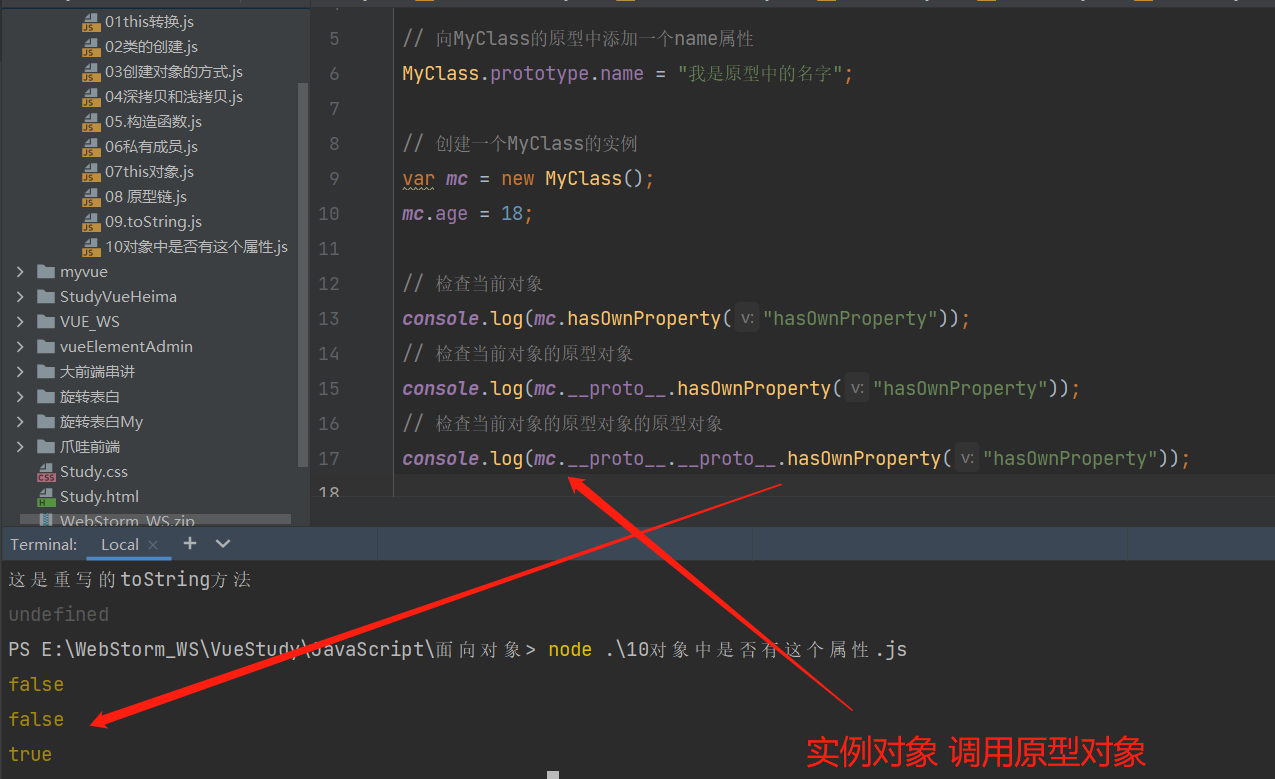 01this转换.js
02类的创建.js
03创建对象的方式.js
04深拷贝和浅拷贝.js
05.构造函数.js
06私有成员.js
07this对象.js
08 原型链.js
09.toString.js
10对象中是否有这个属性.js
myvue
StudyVueHeima
VUE_WS
vueElementAdmin
大前端串讲
旋转表白
旋转表白My
爪哇前端
Study.css
Study.html
WebStorm_WS.zip
5 // 向MyClass的原型中添加一个name属性
6 MyClass.prototype.name = "我是原型中的名字";
7
8 // 创建一个MyClass的实例
9 var mc = new MyClass();
10 mc.age = 18;
11
12 // 检查当前对象
13 console.log(mc.hasOwnProperty( v: "hasOwnProperty"));
14 // 检查当前对象的原型对象
15 console.log(mc.__proto__.hasOwnProperty( v: "hasOwnProperty"));
16 // 检查当前对象的原型对象的原型对象
17 console.log(mc.__proto__.__proto__.hasOwnProperty( v: "hasOwnProperty"));
18
Terminal: Local × +
这是重写的toString方法
undefined
PS E:\WebStorm_WS\VueStudy\JavaScript\面向对象> node .\10对象中是否有这个属性.js
false
false
true
实例对象 调用原型对象